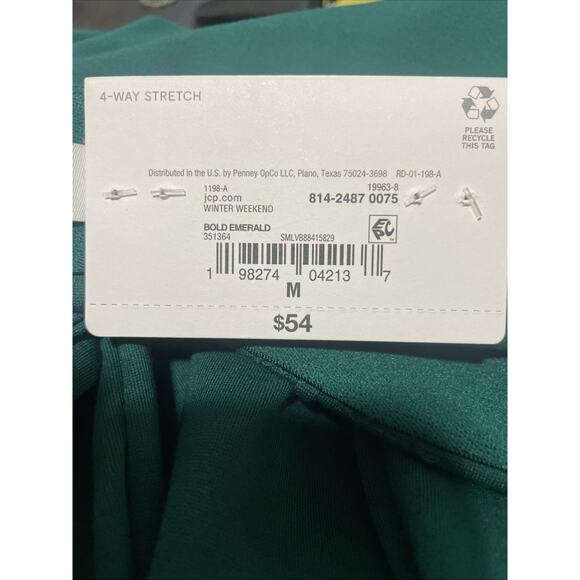 4-WAY STRETCH
PLEASE
RECYCLE
THIS TAG
Distributed in the U.S. by Penney OpCo LLC, Plano, Texas 75024-3698 RD-01-198-A
1198-A 19963-8
jcp.com 814-2487 0075
WINTER WEEKEND
BOLD EMERALD
351364 SMLVB88415829
EPC
1 98274 04213 7
M
$54